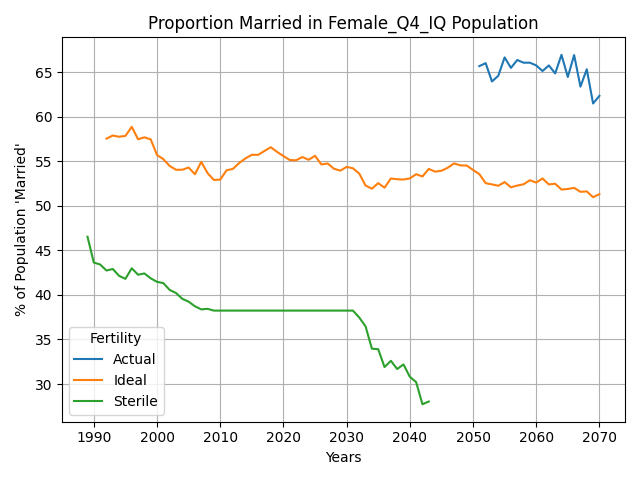 Proportion Married in Female_Q4_IQ Population
% of Population 'Married'
65
60
55
50
45
40
35
30
Fertility
Actual
Ideal
Sterile
1990 2000 2010 2020 2030 2040 2050 2060 2070
Years